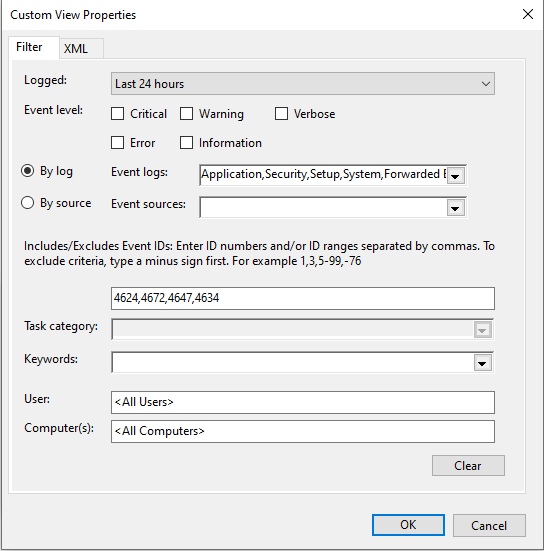 Custom View Properties
Filter XML
Logged: Last 24 hours
Event level: Critical Warning Verbose
Error Information
By log Event logs: Application,Security,Setup,System,Forwarded E
By source Event sources:
Includes/Excludes Event IDs: Enter ID numbers and/or ID ranges separated by commas. To
exclude criteria, type a minus sign first. For example 1,3,5-99,-76
4624,4672,4647,4634
Task category:
Keywords:
User: <All Users>
Computer(s): <All Computers>
Clear
OK Cancel